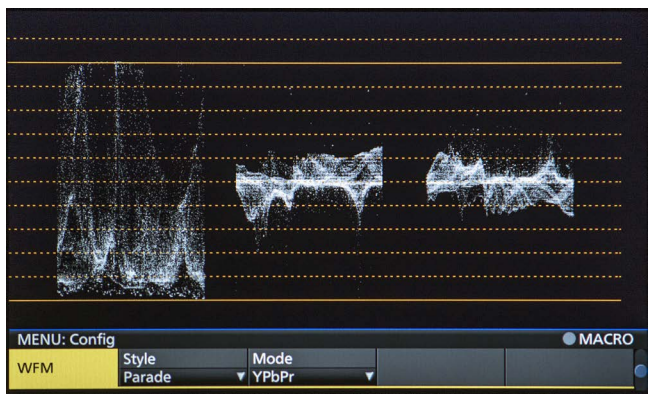 MENU: Config
MACRO
WFM
Style
Mode
Parade
YPbPr